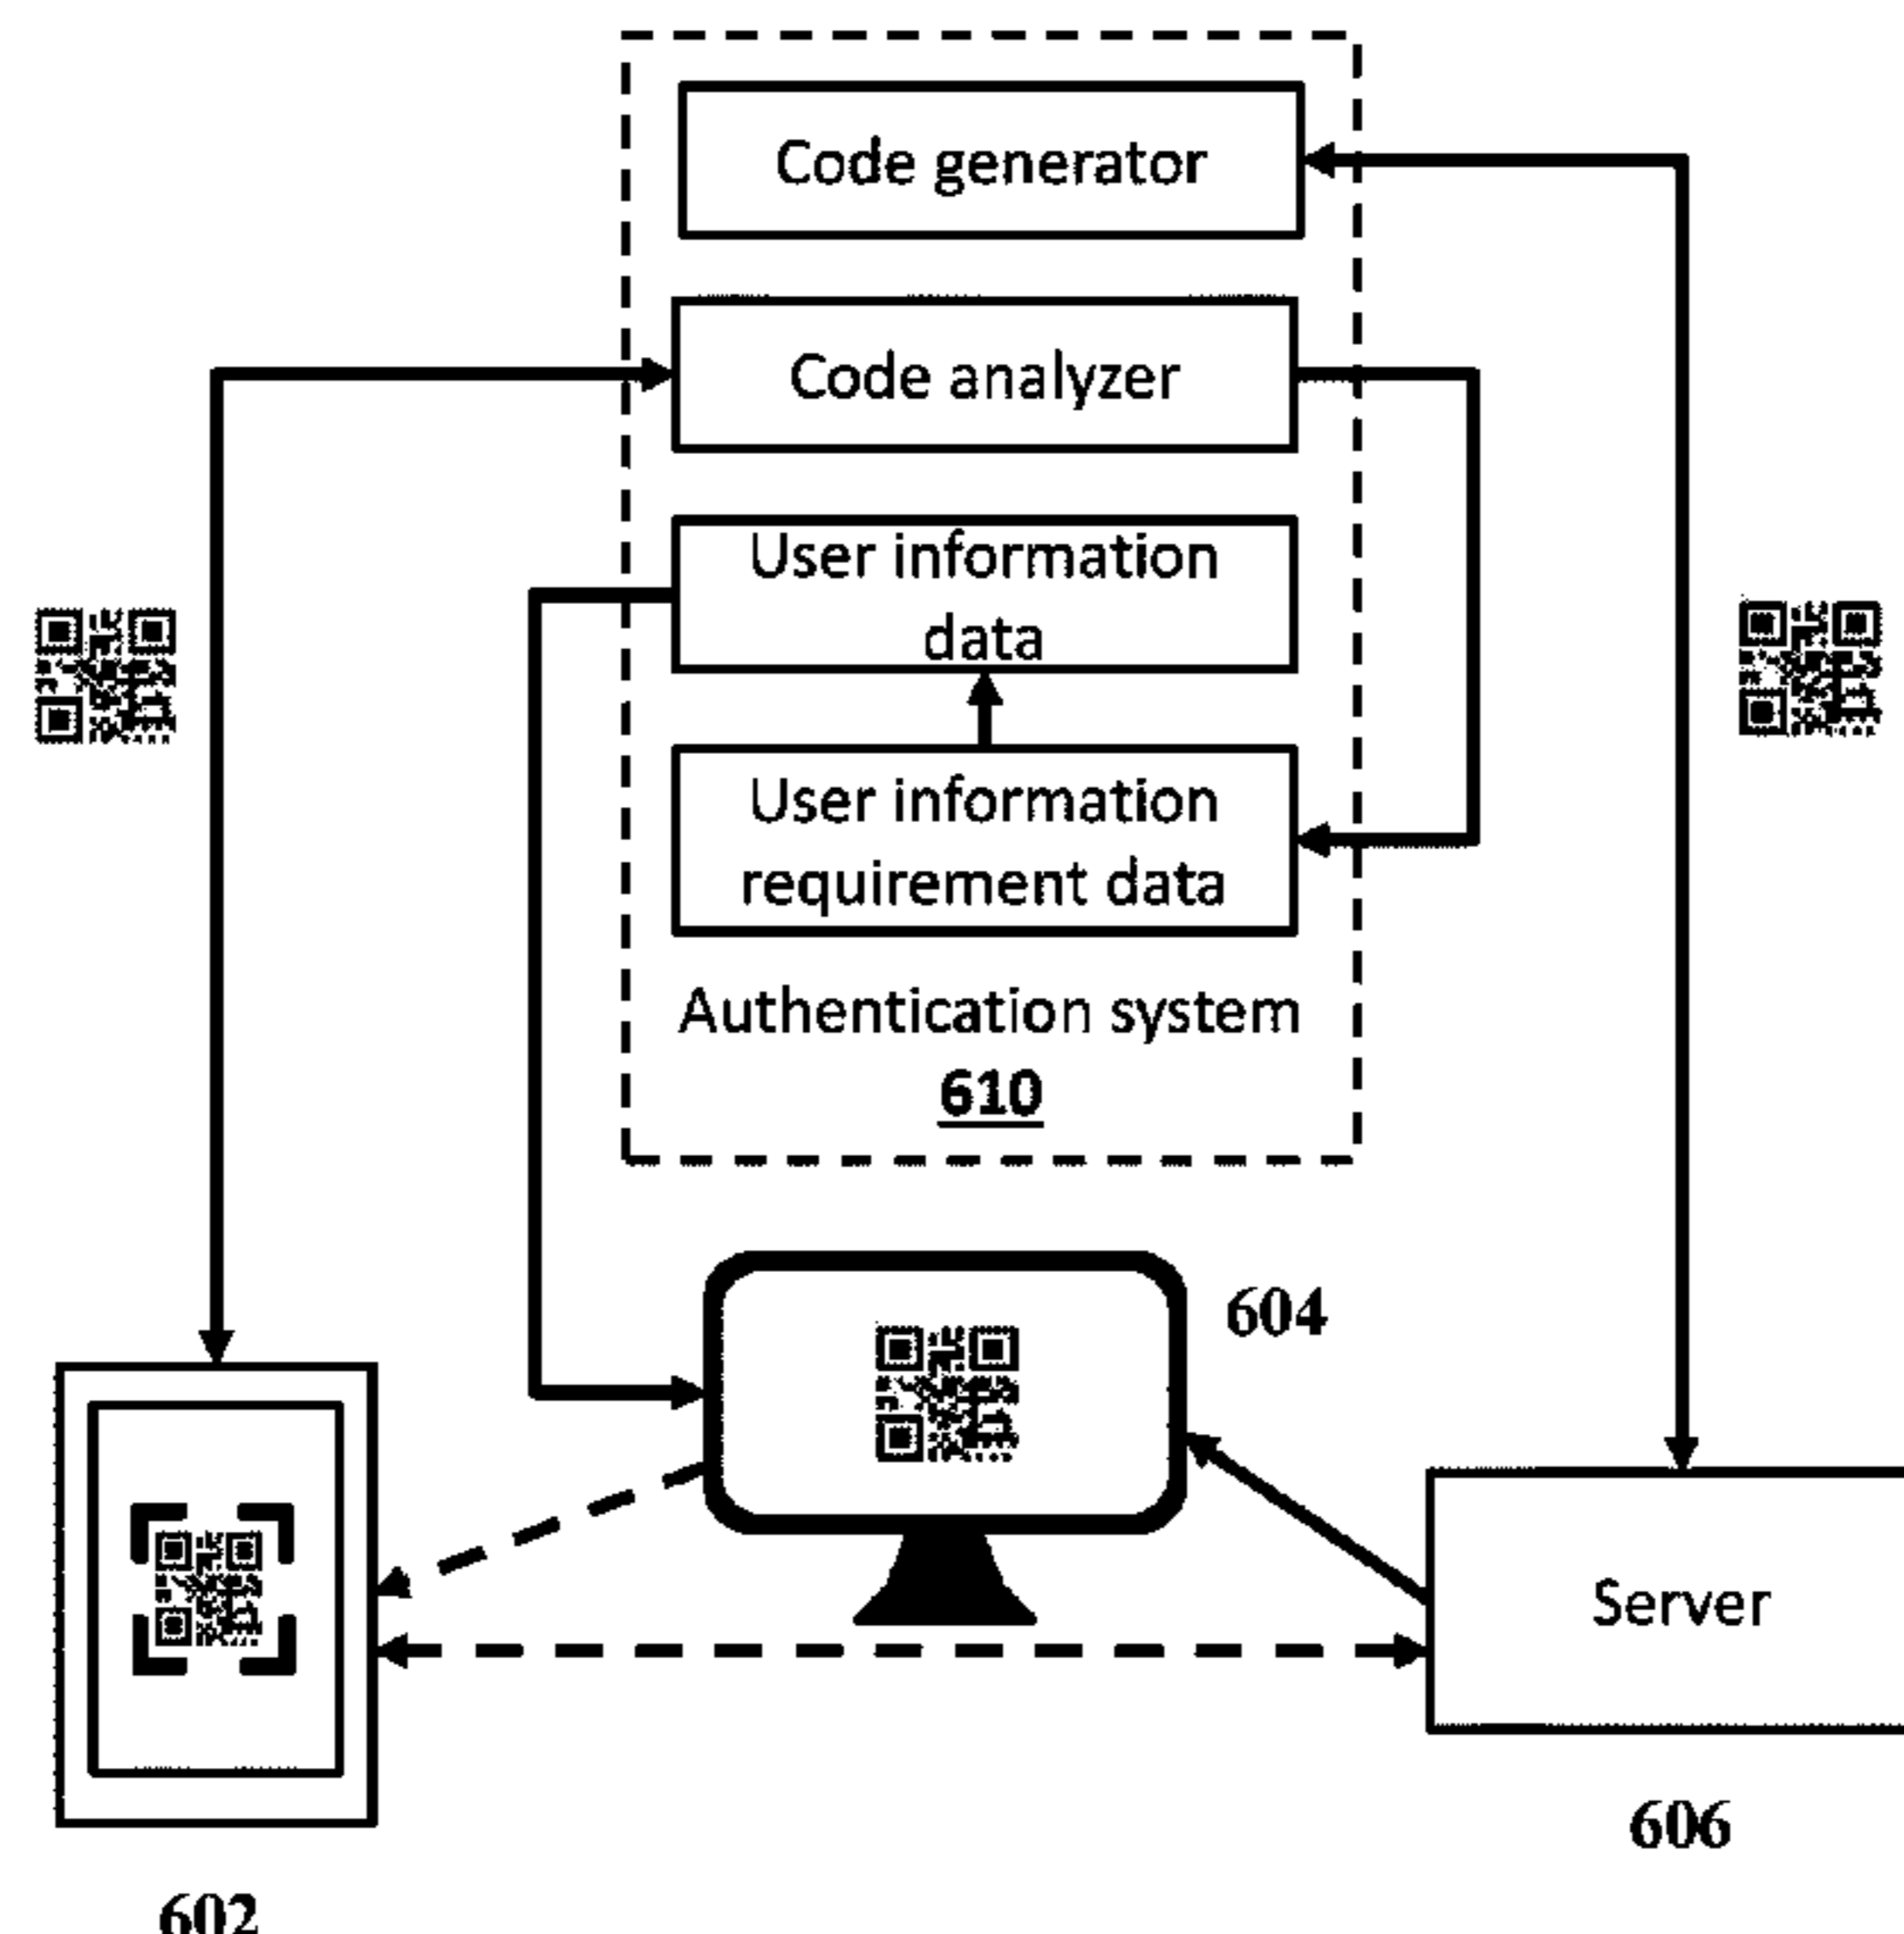 Code generator
Code analyzer
User information
data
User information
requirement data
Authentication system
610
604
Server
606
602